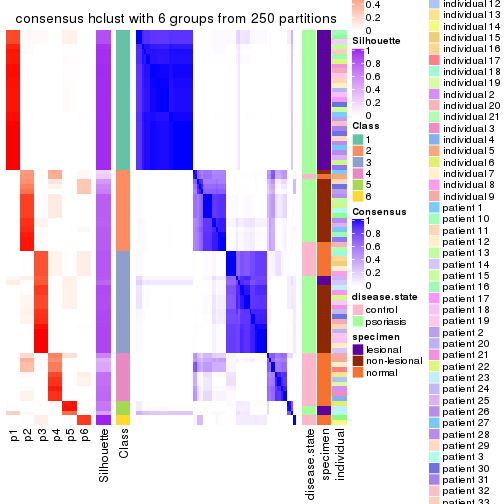 consensus hclust with 6 groups from 250 partitions
p1
p2
p3
p4
p5
p6
Silhouette
Class
disease.state
specimen
individual
0.4
0.2
0
Silhouette
1
0.8
0.6
0.4
0.2
0
Class
1
2
3
4
5
6
Consensus
1
0.8
0.6
0.4
0.2
0
disease.state
control
psoriasis
specimen
lesional
non-lesional
normal
individual 12
individual 13
individual 14
individual 15
individual 16
individual 17
individual 18
individual 19
individual 2
individual 20
individual 21
individual 3
individual 4
individual 5
individual 6
individual 7
individual 8
individual 9
patient 1
patient 10
patient 11
patient 12
patient 13
patient 14
patient 15
patient 16
patient 17
patient 18
patient 19
patient 2
patient 20
patient 21
patient 22
patient 23
patient 24
patient 25
patient 26
patient 27
patient 28
patient 29
patient 3
patient 30
patient 31
patient 32
patient 33